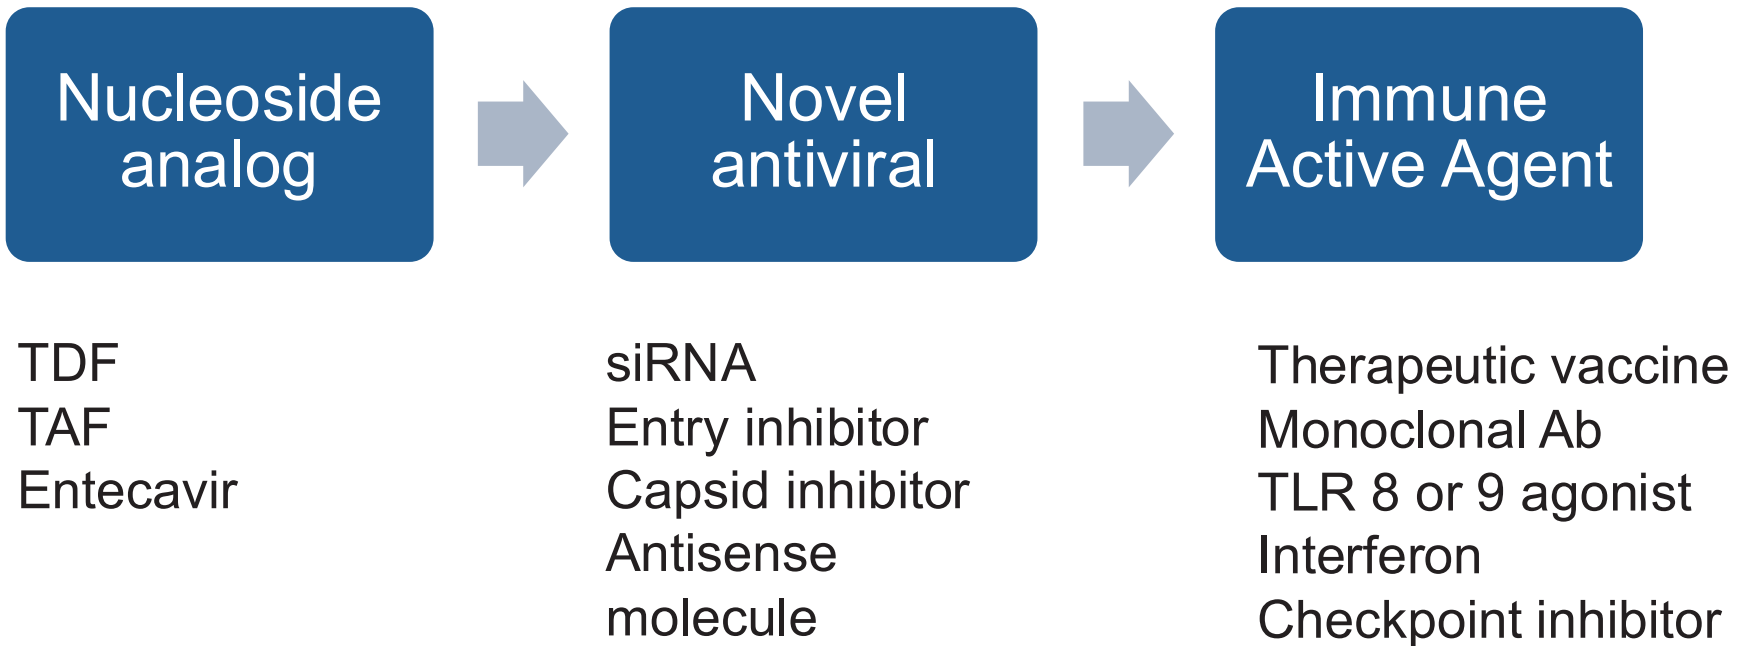 Nucleoside
analog
Novel
antiviral
Immune
Active Agent
TDF
TAF
Entecavir
siRNA
Entry inhibitor
Capsid inhibitor
Antisense
molecule
Therapeutic vaccine
Monoclonal Ab
TLR 8 or 9 agonist
Interferon
Checkpoint inhibitor